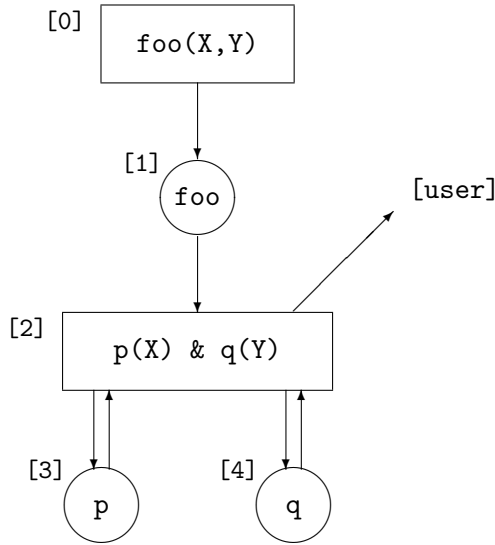 [0]
foo(X,Y)
[1]
foo
[user]
[2]
p(X) & q(Y)
[3]
p
[4]
q